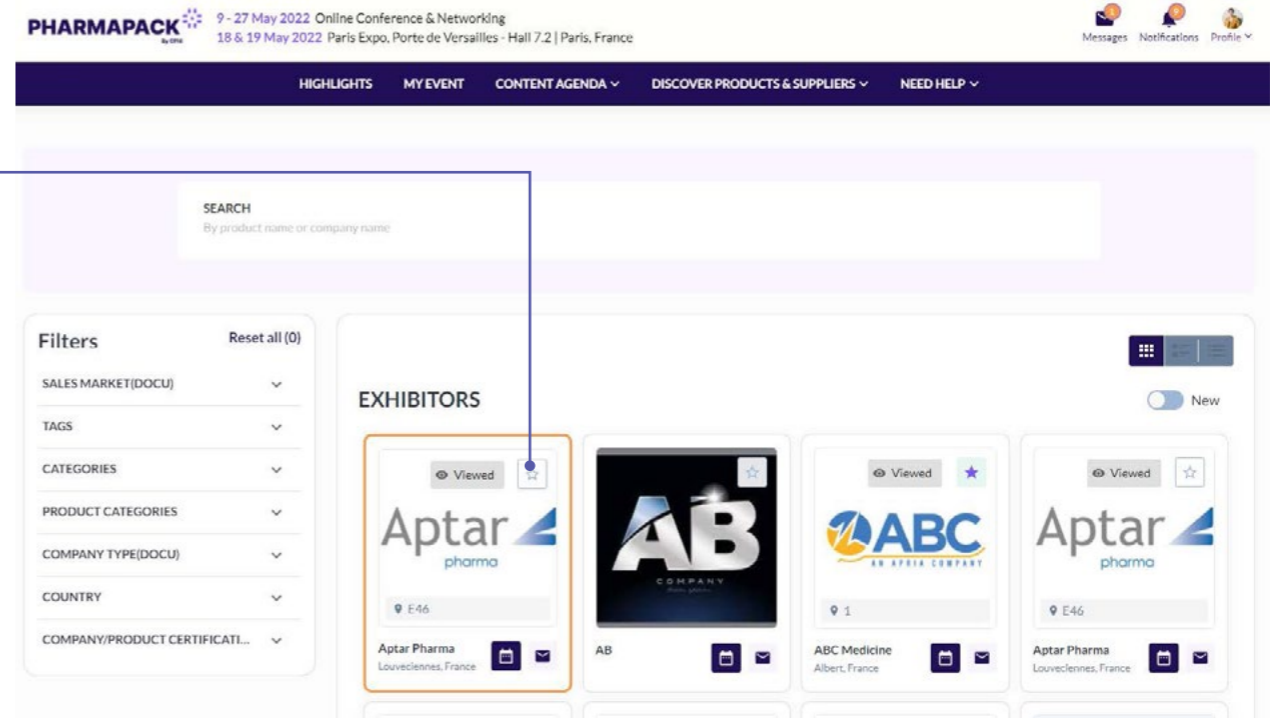 PHARMAPACK
9 - 27 May 2022 Online Conference & Networking
18 & 19 May 2022 Paris Expo, Porte de Versailles - Hall 7.2 | Paris, France
Messages Notifications Profile
HIGHLIGHTS MY EVENT CONTENT AGENDA DISCOVER PRODUCTS & SUPPLIERS NEED HELP
SEARCH
By product name or company name
Filters Reset all (0)
SALES MARKET(DOCU)
TAGS
CATEGORIES
PRODUCT CATEGORIES
COMPANY TYPE(DOCU)
COUNTRY
COMPANY/PRODUCT CERTIFICATI...
EXHIBITORS
New
Viewed
Aptar
pharma
E46
Aptar Pharma
Louveciennes, France
AB
COMPANY
AB
Viewed
ABC
AN APRIA COMPANY
1
ABC Medicine
Albert, France
Viewed
Aptar
pharma
E46
Aptar Pharma
Louveciennes, France